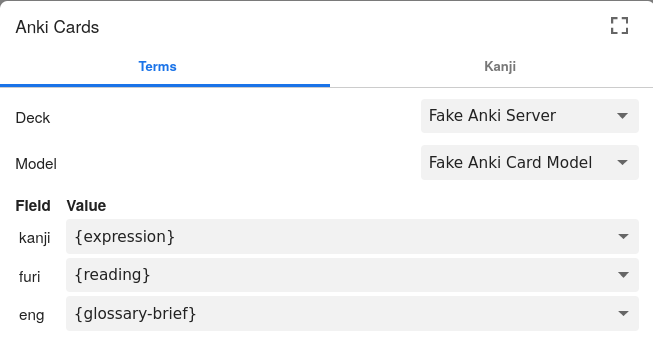 Anki Cards
Terms Kanji
Deck Fake Anki Server
Model Fake Anki Card Model
Field Value
kanji {expression}
furi {reading}
eng {glossary-brief}